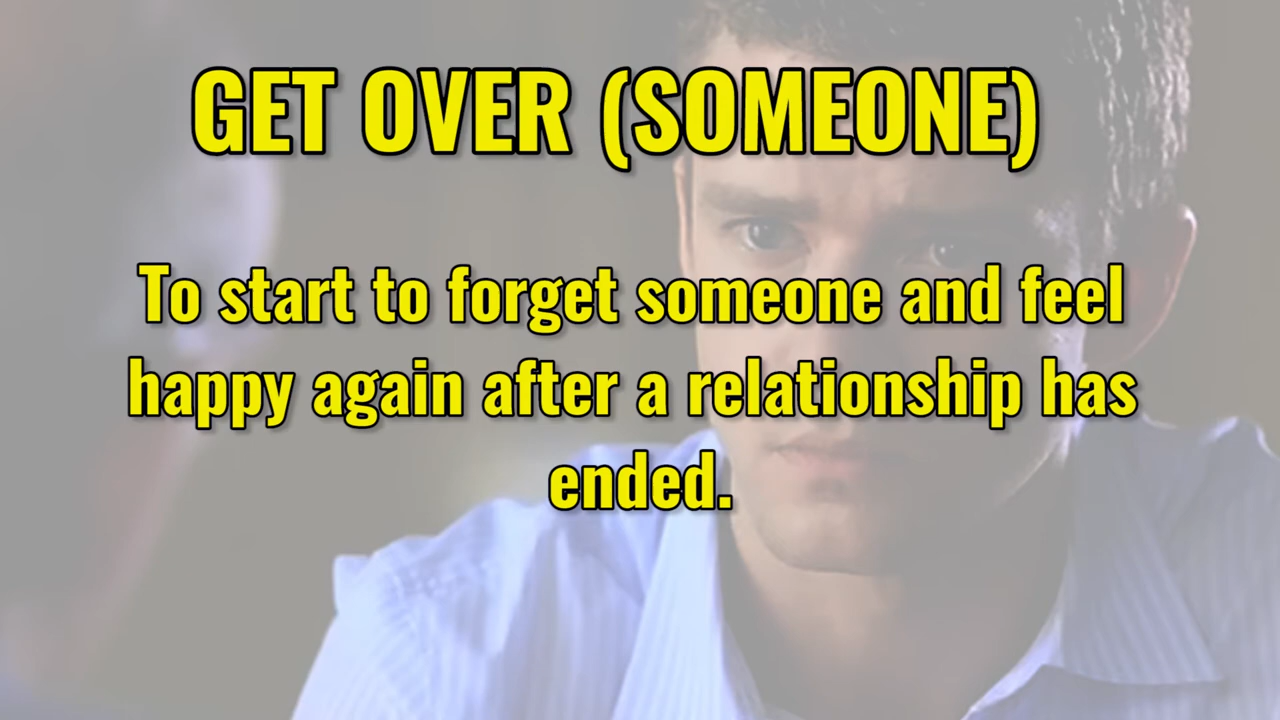 GET OVER (SOMEONE)
To start to forget someone and feel
happy again after a relationship has
ended.